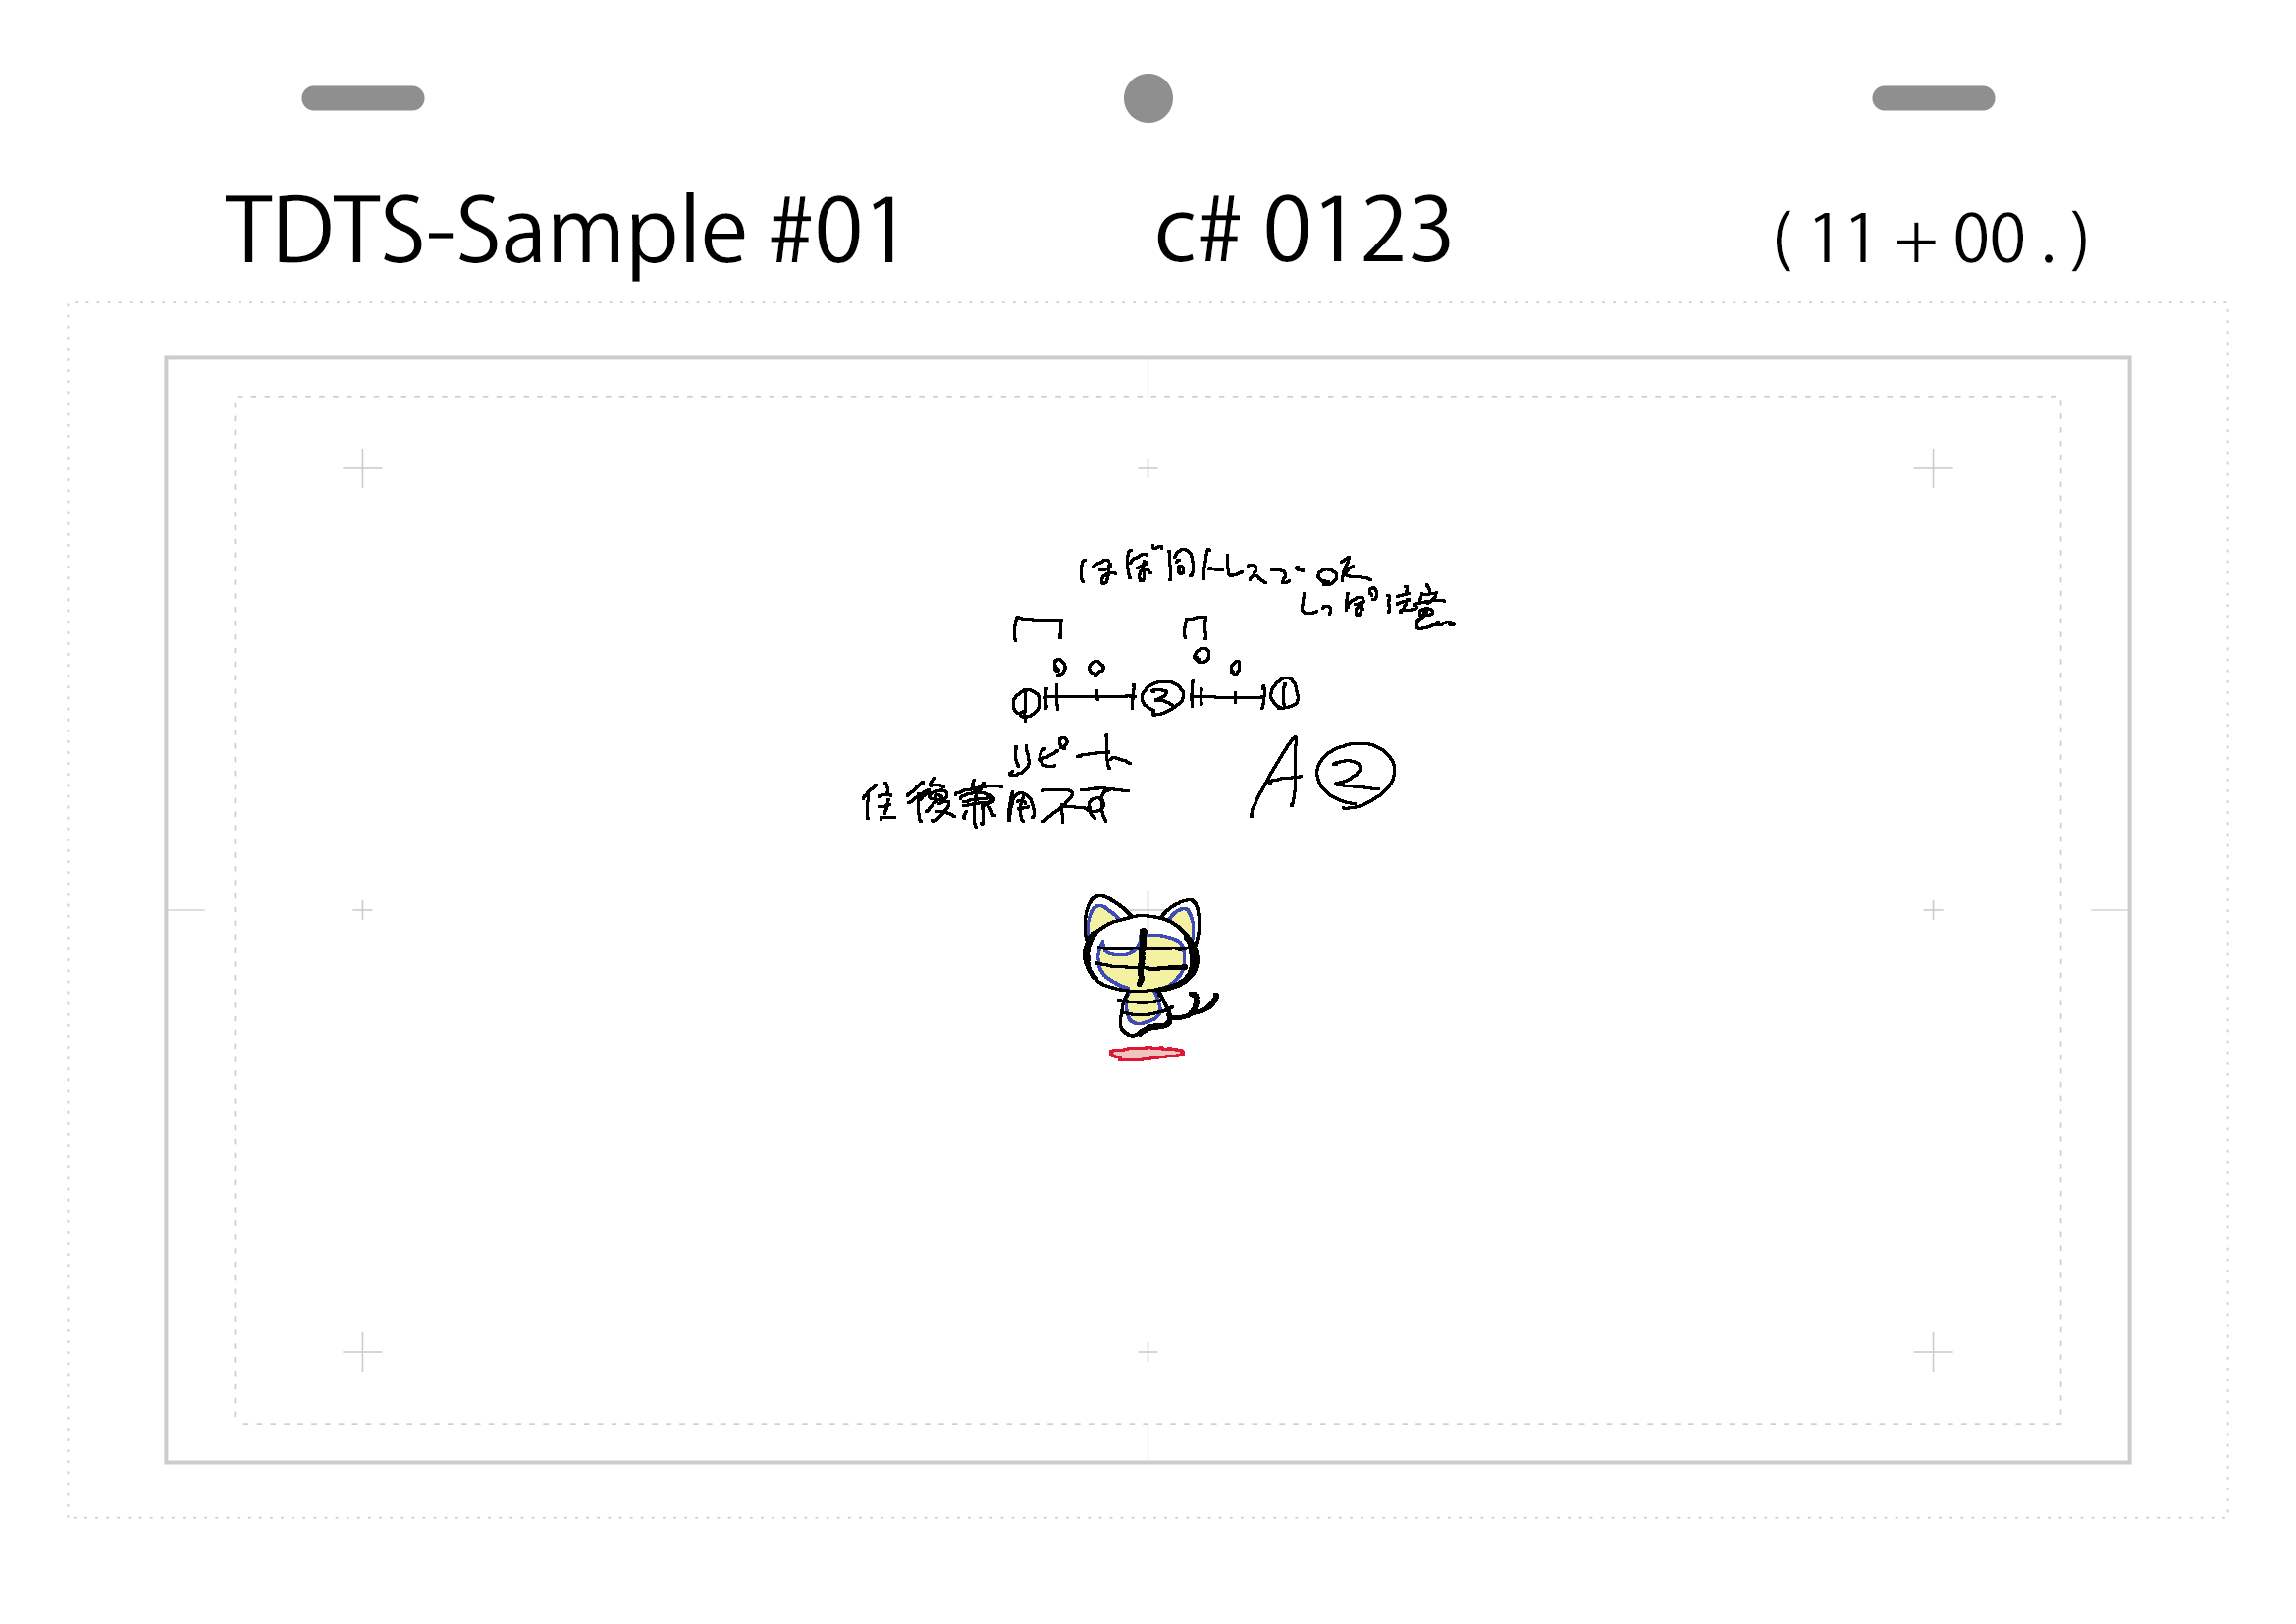 TDTS-Sample #01 c# 0123 ( 11 + 00 . )
ほぼ同トレスでOK
しっぽ注意
① ③ ①
リピート
往復兼用不可
A②